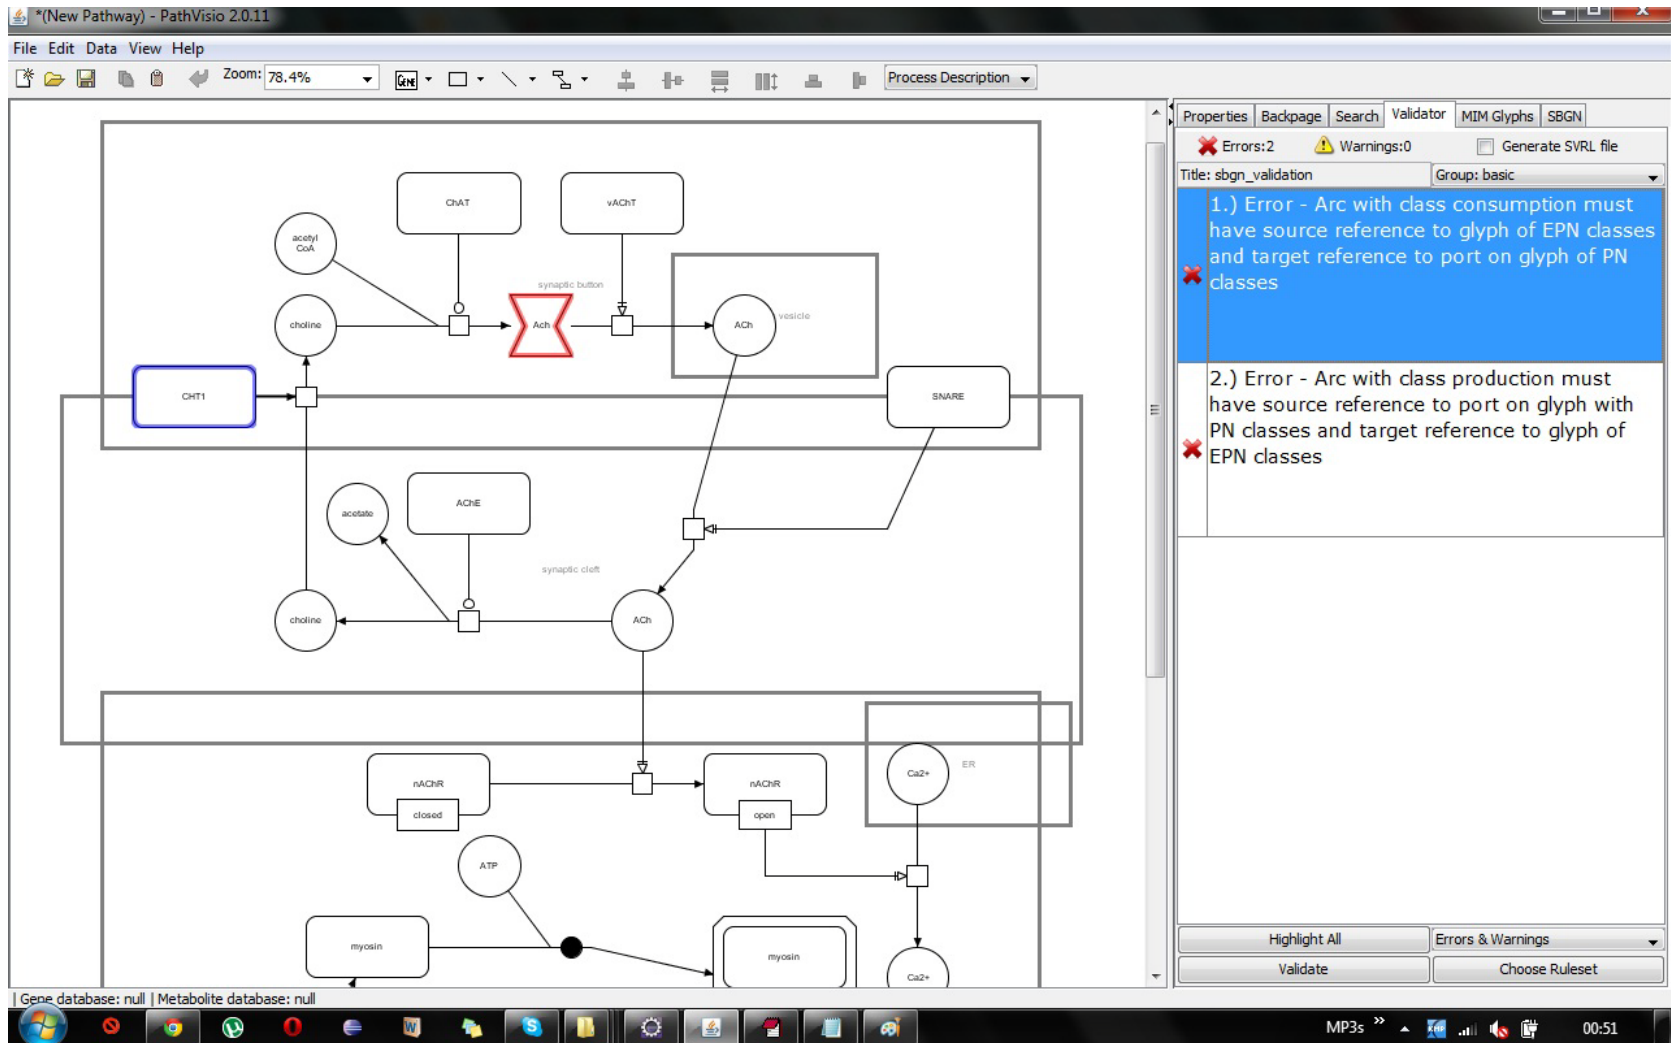 *(New Pathway) - PathVisio 2.0.11
File Edit Data View Help
Zoom: 78.4%
GENE
Process Description
Properties Backpage Search Validator MIM Glyphs SBGN
Errors:2 Warnings:0 Generate SVRL file
Title: sbgn_validation Group: basic
1.) Error - Arc with class consumption must
have source reference to glyph of EPN classes
and target reference to port on glyph of PN
classes
2.) Error - Arc with class production must
have source reference to port on glyph with
PN classes and target reference to glyph of
EPN classes
ChAT
vAChT
acetyl
CoA
synaptic button
choline
Ach
ACh
vesicle
CHT1
SNARE
acetate
AChE
synaptic cleft
choline
ACh
nAChR
closed
nAChR
open
Ca2+
ER
ATP
myosin
myosin
Ca2+
Highlight All Errors & Warnings
Validate Choose Ruleset
| Gene database: null | Metabolite database: null
MP3s » KMP 00:51